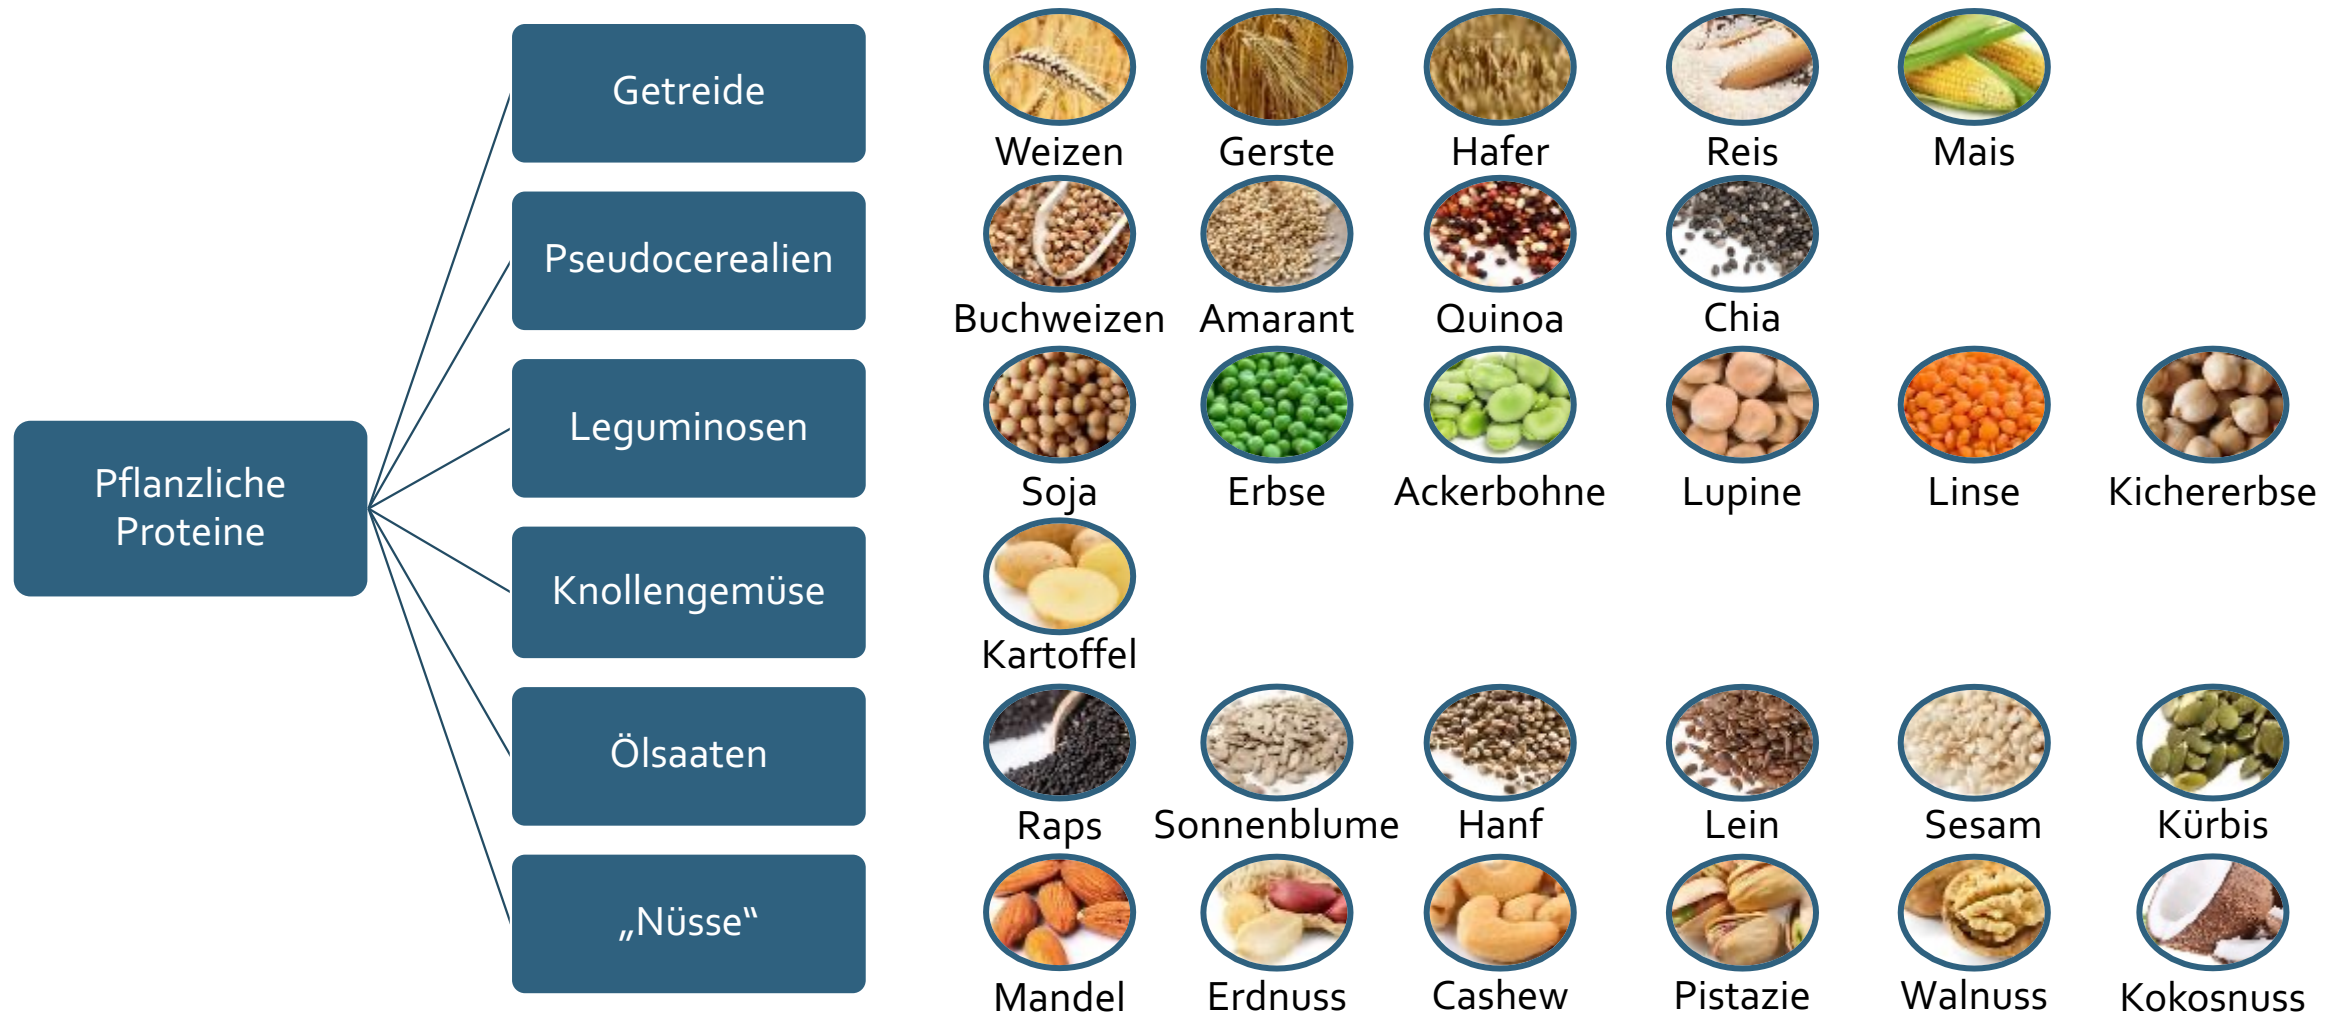 Pflanzliche
Proteine
Getreide
Weizen Gerste Hafer Reis Mais
Pseudocerealien
Buchweizen Amarant Quinoa Chia
Leguminosen
Soja Erbse Ackerbohne Lupine Linse Kichererbse
Knollengemüse
Kartoffel
Ölsaaten
Raps Sonnenblume Hanf Lein Sesam Kürbis
„Nüsse“
Mandel Erdnuss Cashew Pistazie Walnuss Kokosnuss